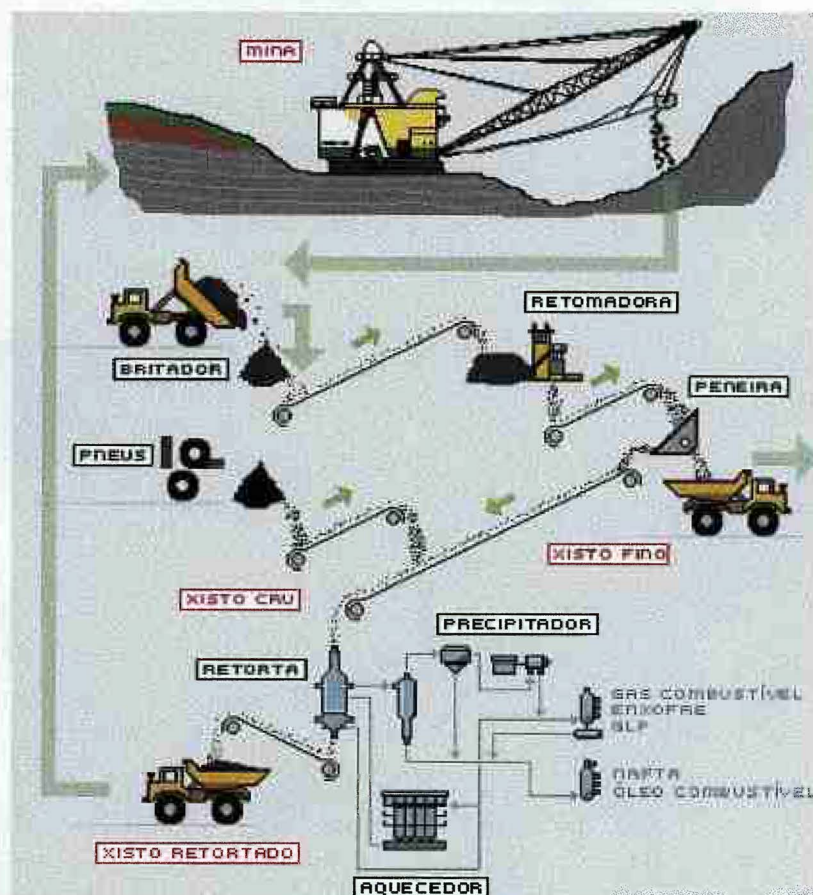 MINA
RETOMADORA
BRITADOR
PENEIRA
PNEUS
XISTO FINO
XISTO CRU
PRECIPITADOR
RETORTA
GÁS COMBUSTÍVEL
ENXOFRE
GLP
NAFTA
ÓLEO COMBUSTÍVEL
XISTO RETORTADO
AQUECEDOR